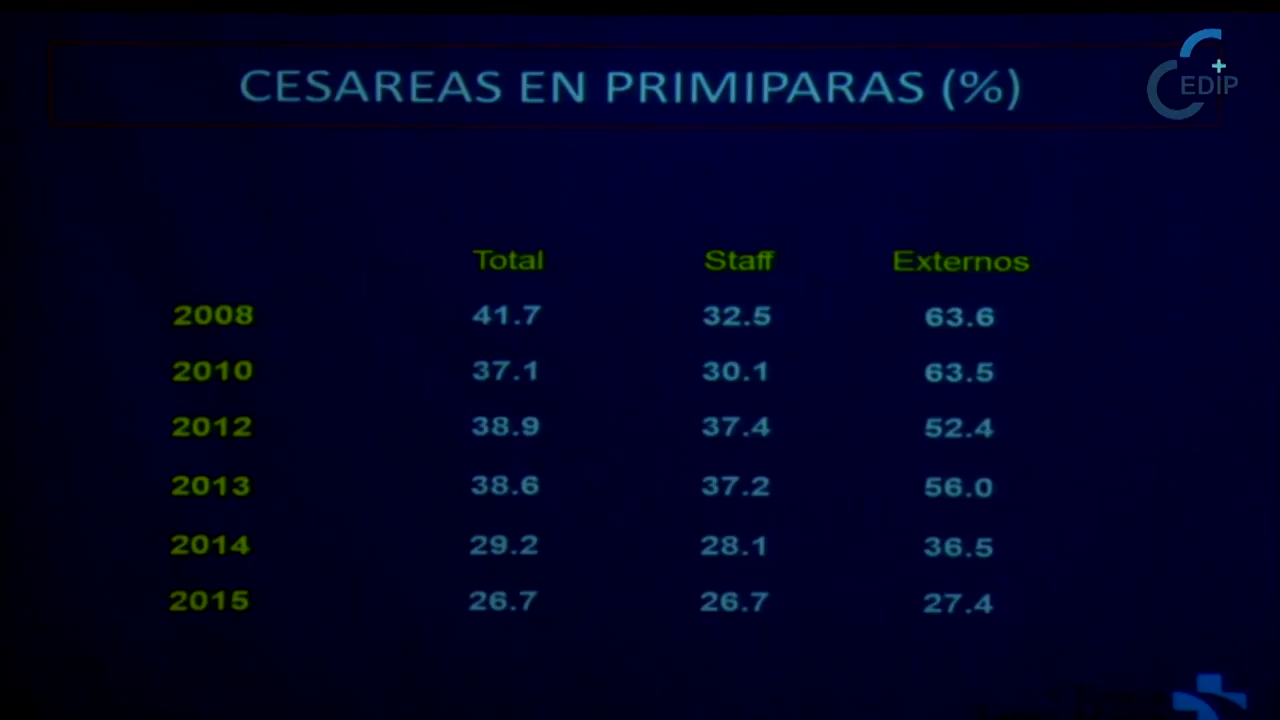 CESAREAS EN PRIMIPARAS (%)
EDIP
Total Staff Externos
2008 41.7 32.5 63.6
2010 37.1 30.1 63.5
2012 38.9 37.4 52.4
2013 38.6 37.2 56.0
2014 29.2 28.1 36.5
2015 26.7 26.7 27.4